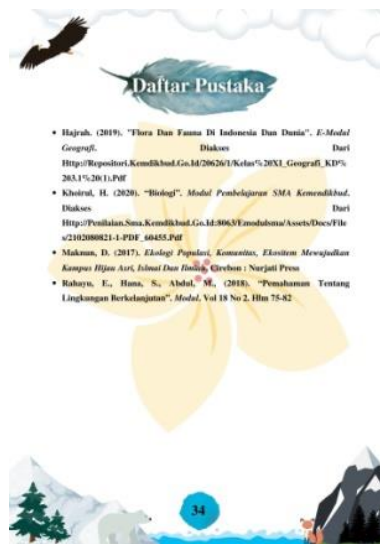 Daftar Pustaka
• Hajrah. (2019). "Flora Dan Fauna Di Indonesia Dan Dunia". E-Modul
Geografi. Diakses Dari
Http://Repositori.Kemdikbud.Go.Id/20626/1/Kelas%20XI_Geografi_KD%
203.1%20(1).Pdf
• Khoirul, H. (2020). "Biologi". Modul Pembelajaran SMA Kemendikbud.
Diakses Dari
Http://Penilaian.Sma.Kemdikbud.Go.Id:8063/Emodulsma/Assets/Docs/File
s/2102080821-1-PDF_60455.Pdf
• Maknun, D. (2017). Ekologi Populasi, Komunitas, Ekositem Mewujudkan
Kampus Hijau Asri, Islmai Dan Ilmiah. Cirebon : Nurjati Press
• Rahayu, E., Hana, S., Abdul, M., (2018). "Pemahaman Tentang
Lingkungan Berkelanjutan". Modul. Vol 18 No 2. Hlm 75-82
34